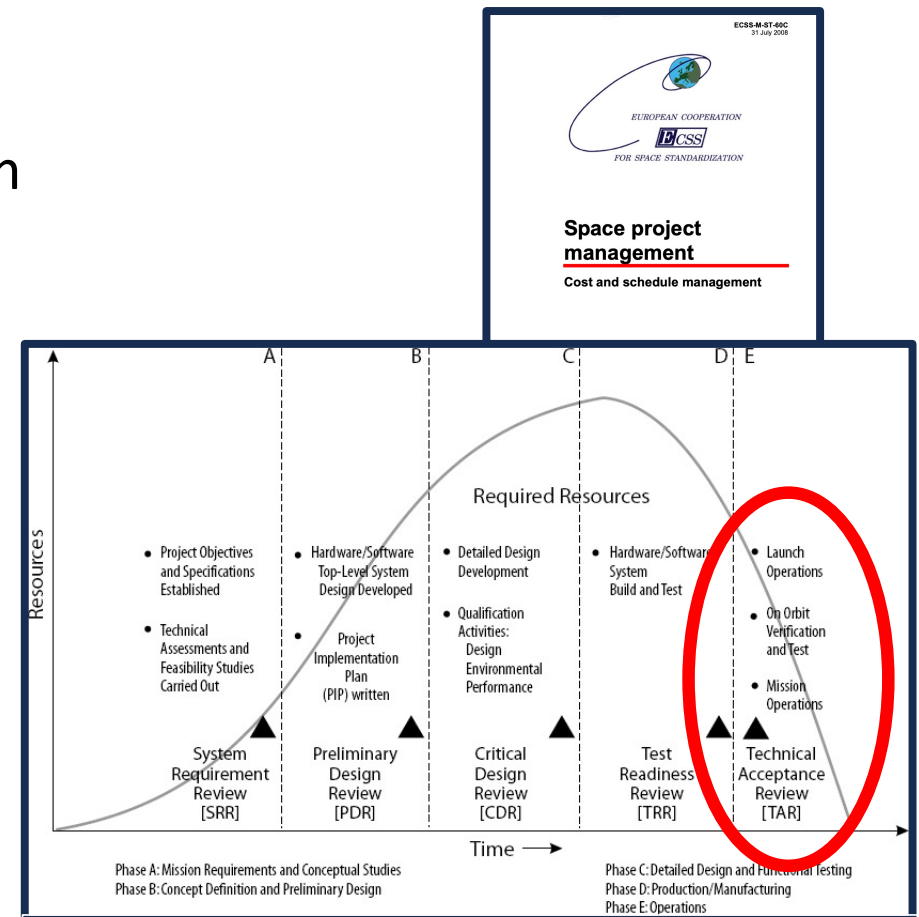 n
ECSS-M-ST-60C
31 July 2008
EUROPEAN COOPERATION
ECSS
FOR SPACE STANDARDIZATION
Space project
management
Cost and schedule management
A
B
C
D
E
Resources
Required Resources
• Project Objectives
and Specifications
Established
• Technical
Assessments and
Feasibility Studies
Carried Out
• Hardware/Software
Top-Level System
Design Developed
• Project
Implementation
Plan
(PIP) written
• Detailed Design
Development
• Qualification
Activities:
Design
Environmental
Performance
• Hardware/Software
System
Build and Test
• Launch
Operations
• On Orbit
Verification
and Test
• Mission
Operations
System
Requirement
Review
[SRR]
Preliminary
Design
Review
[PDR]
Critical
Design
Review
[CDR]
Test
Readiness
Review
[TRR]
Technical
Acceptance
Review
[TAR]
Time
Phase A: Mission Requirements and Conceptual Studies
Phase B: Concept Definition and Preliminary Design
Phase C: Detailed Design and Functional Testing
Phase D: Production/Manufacturing
Phase E: Operations